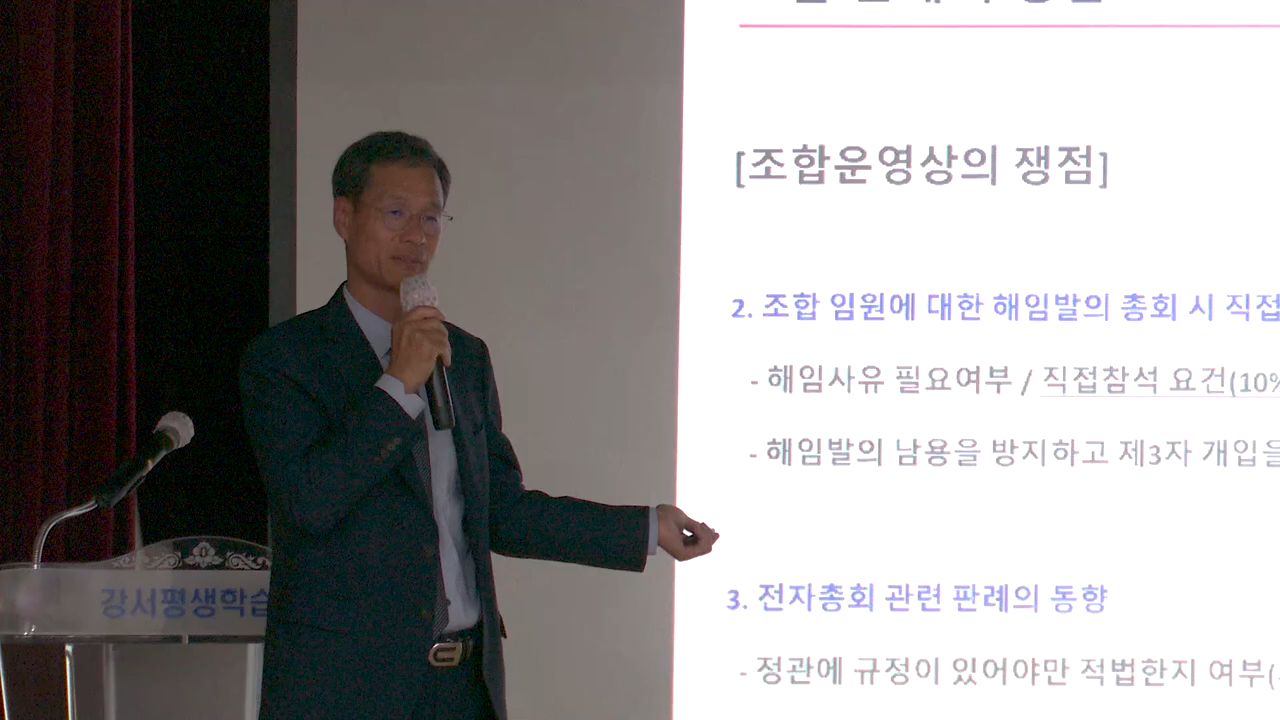 [조합운영상의 쟁점]
2. 조합 임원에 대한 해임발의 총회 시 직접
- 해임사유 필요여부 / 직접참석 요건(10%
- 해임발의 남용을 방지하고 제3자 개입을
3. 전자총회 관련 판례의 동향
- 정관에 규정이 있어야만 적법한지 여부(
강서평생학습